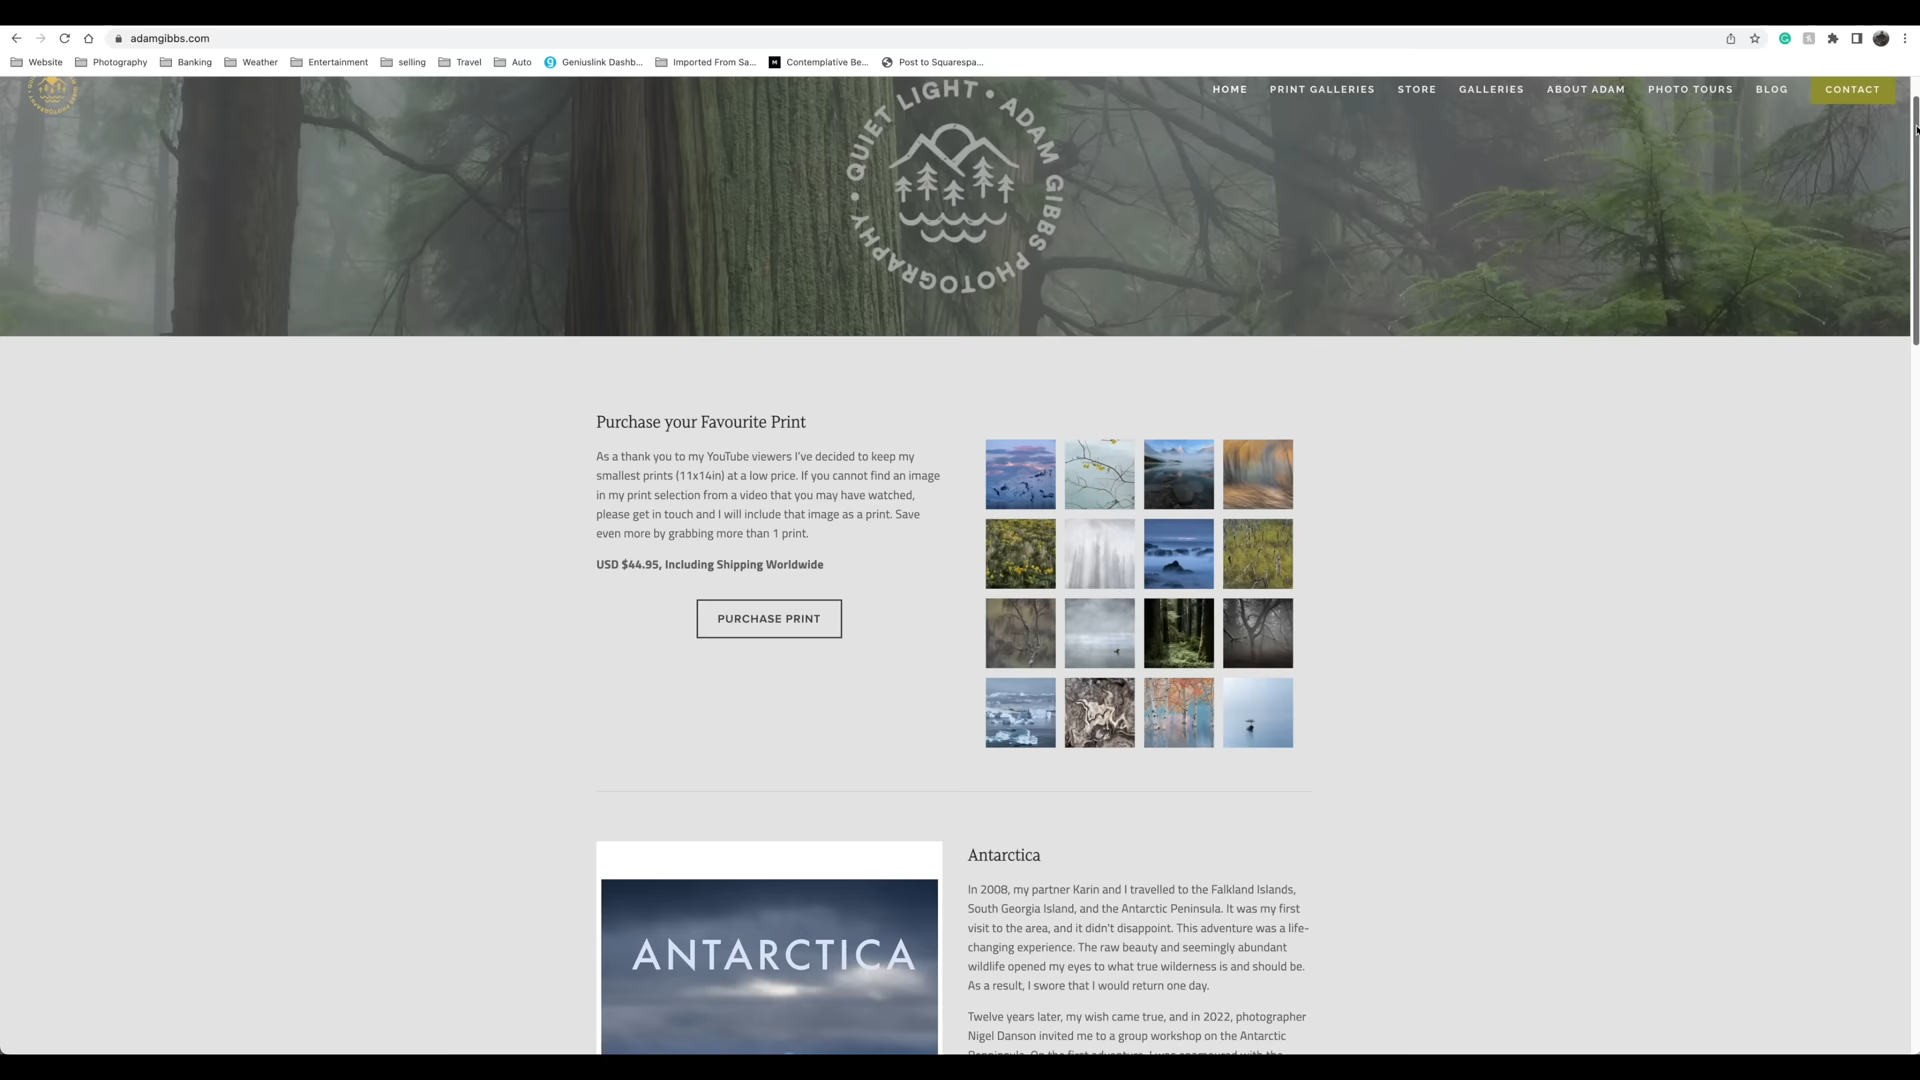 adamgibbs.com
Website Photography Banking Weather Entertainment selling Travel Auto Geniuslink Dashb... Imported From Sa... Contemplative Be... Post to Squarespa...
HOME PRINT GALLERIES STORE GALLERIES ABOUT ADAM PHOTO TOURS BLOG CONTACT
QUIET LIGHT • ADAM GIBBS PHOTOGRAPHY •
Purchase your Favourite Print
As a thank you to my YouTube viewers I've decided to keep my
smallest prints (11x14in) at a low price. If you cannot find an image
in my print selection from a video that you may have watched,
please get in touch and I will include that image as a print. Save
even more by grabbing more than 1 print.
USD $44.95, Including Shipping Worldwide
PURCHASE PRINT
ANTARCTICA
Antarctica
In 2008, my partner Karin and I travelled to the Falkland Islands,
South Georgia Island, and the Antarctic Peninsula. It was my first
visit to the area, and it didn't disappoint. This adventure was a life-
changing experience. The raw beauty and seemingly abundant
wildlife opened my eyes to what true wilderness is and should be.
As a result, I swore that I would return one day.
Twelve years later, my wish came true, and in 2022, photographer
Nigel Danson invited me to a group workshop on the Antarctic